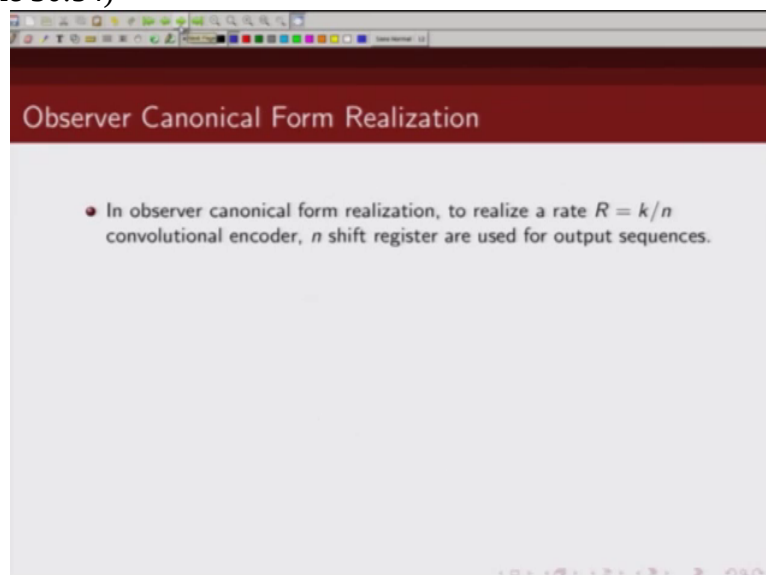 Observer Canonical Form Realization
In observer canonical form realization, to realize a rate R = k/n
convolutional encoder, n shift register are used for output sequences.